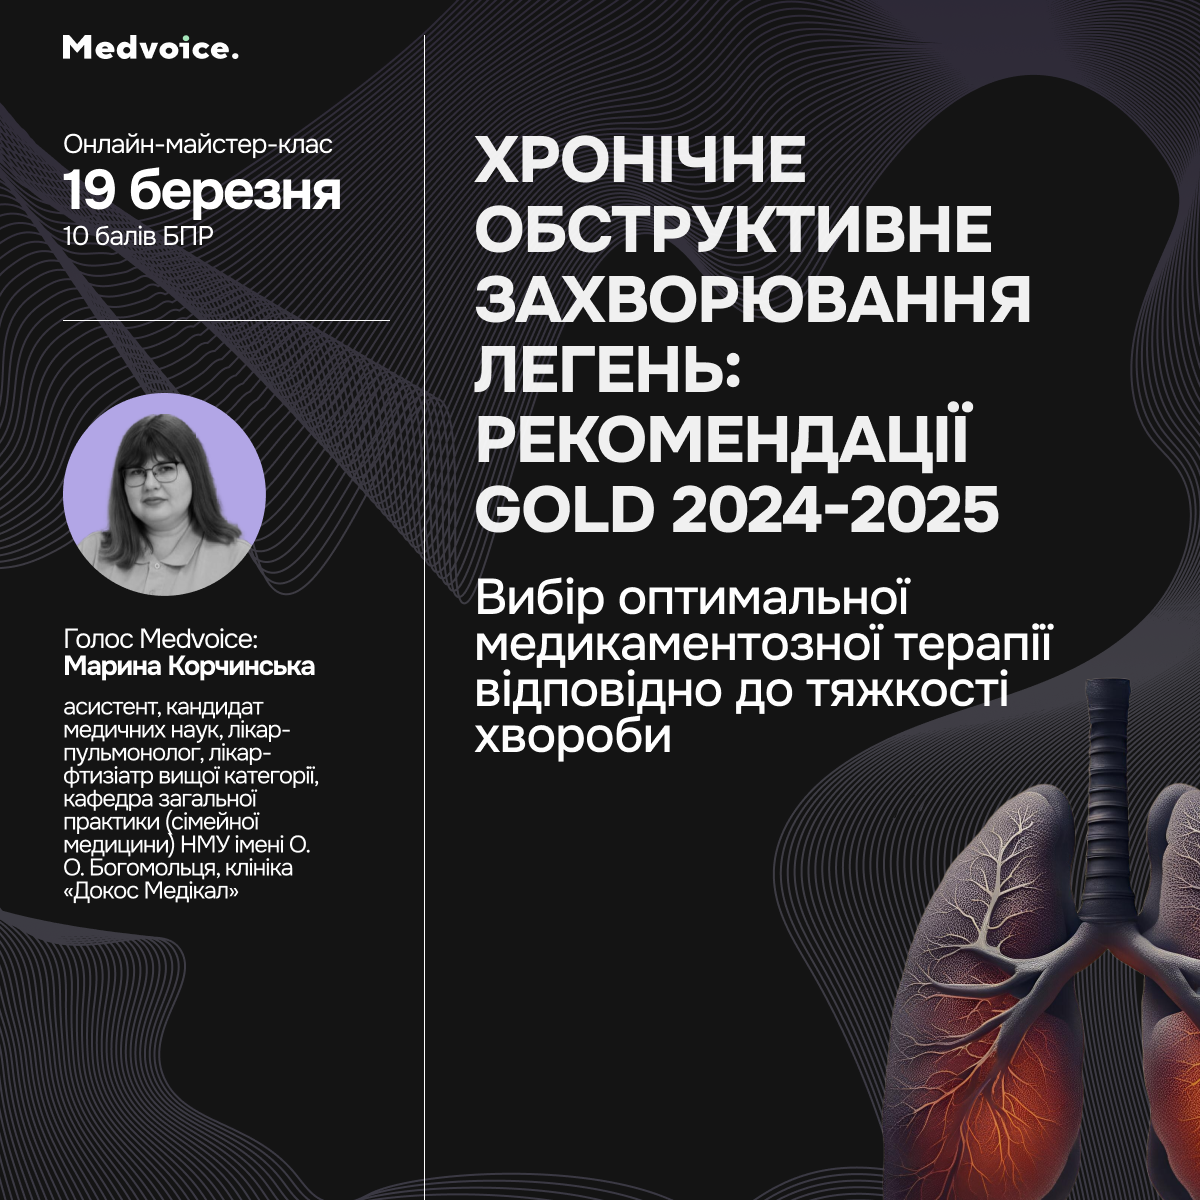 Medvoice.
Онлайн-майстер-клас
19 березня
10 балів БПР
Голос Medvoice:
Марина Корчинська
асистент, кандидат
медичних наук, лікар-
пульмонолог, лікар-
фтизіатр вищої категорії,
кафедра загальної
практики (сімейної
медицини) НМУ імені О.
О. Богомольця, клініка
«Докос Медікал»
ХРОНІЧНЕ
ОБСТРУКТИВНЕ
ЗАХВОРЮВАННЯ
ЛЕГЕНЬ:
РЕКОМЕНДАЦІЇ
GOLD 2024-2025
Вибір оптимальної
медикаментозної терапії
відповідно до тяжкості
хвороби